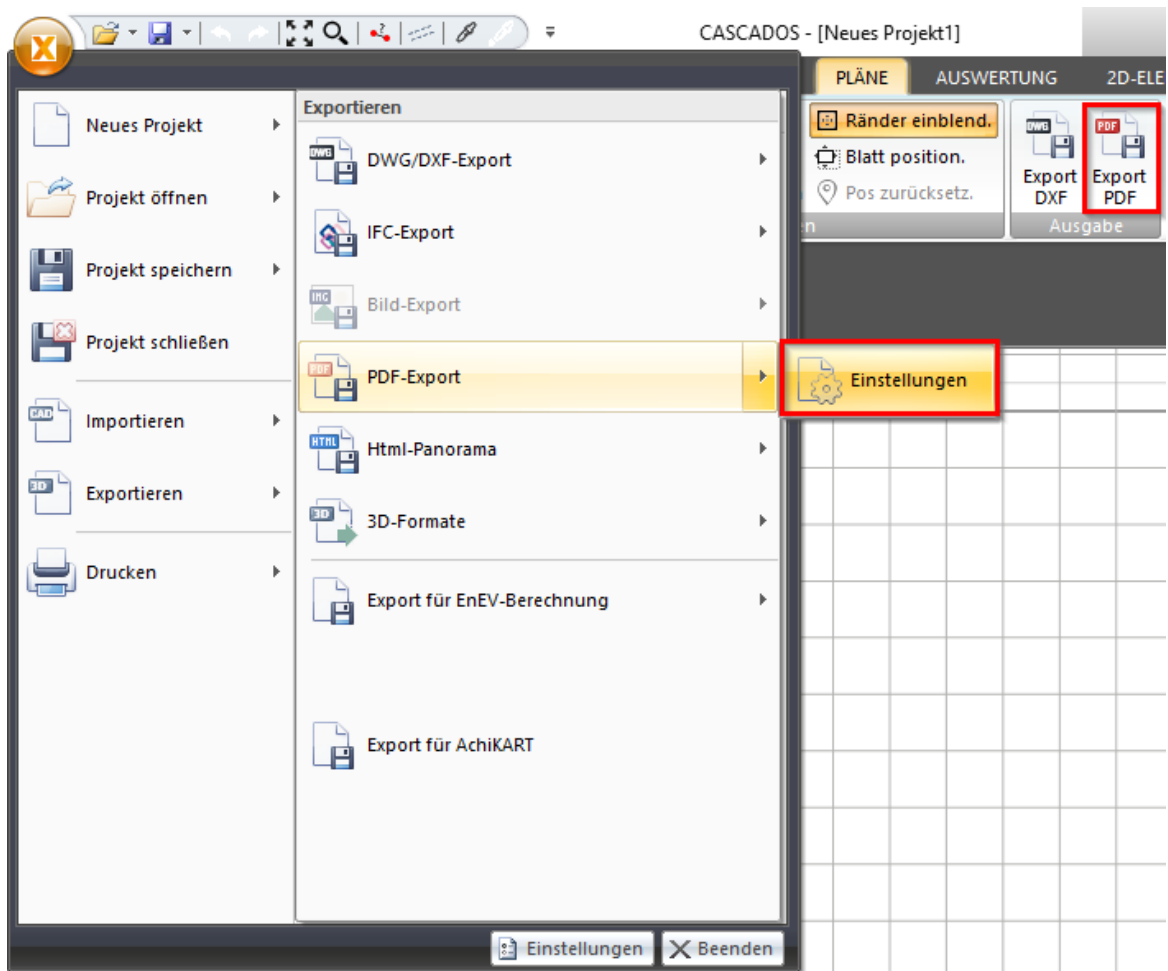 CASCADOS - [Neues Projekt1]
PLÄNE
AUSWERTUNG
2D-ELE
Ränder einblend.
Blatt position.
Pos zurücksetz.
en
DWG
Export
DXF
PDF
Export
PDF
Ausgabe
Neues Projekt
Projekt öffnen
Projekt speichern
Projekt schließen
CAD
Importieren
3D
Exportieren
Drucken
Exportieren
DWG
DWG/DXF-Export
IFC-Export
IMG
Bild-Export
PDF
PDF-Export
Einstellungen
HTML
Html-Panorama
3D
3D-Formate
Export für EnEV-Berechnung
Export für AchiKART
Einstellungen
Beenden